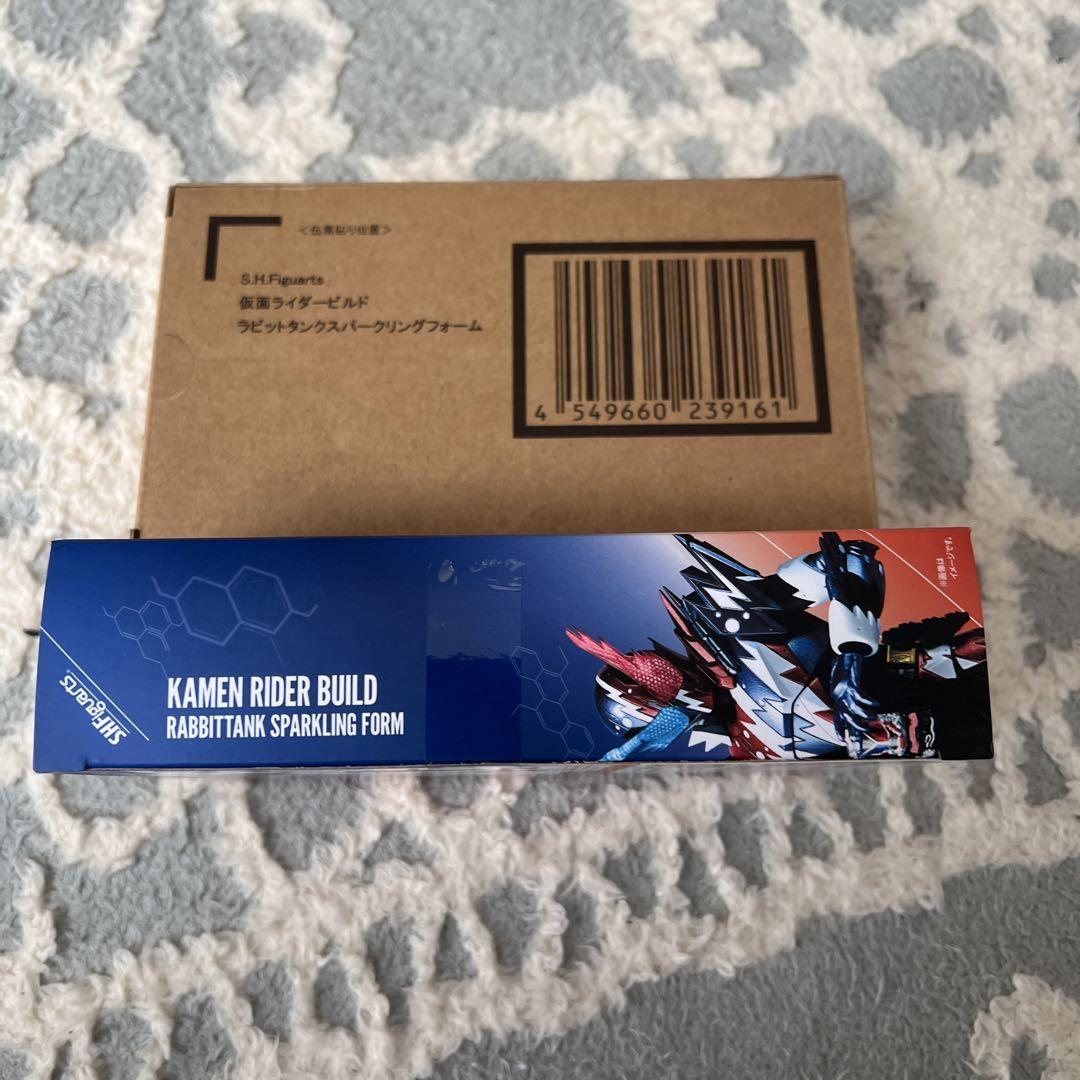 <伝票貼り位置>
S.H.Figuarts
仮面ライダービルド
ラビットタンクスパークリングフォーム
4 549660 239161
※画像は
イメージです。
S.H.Figuarts
KAMEN RIDER BUILD
RABBITTANK SPARKLING FORM